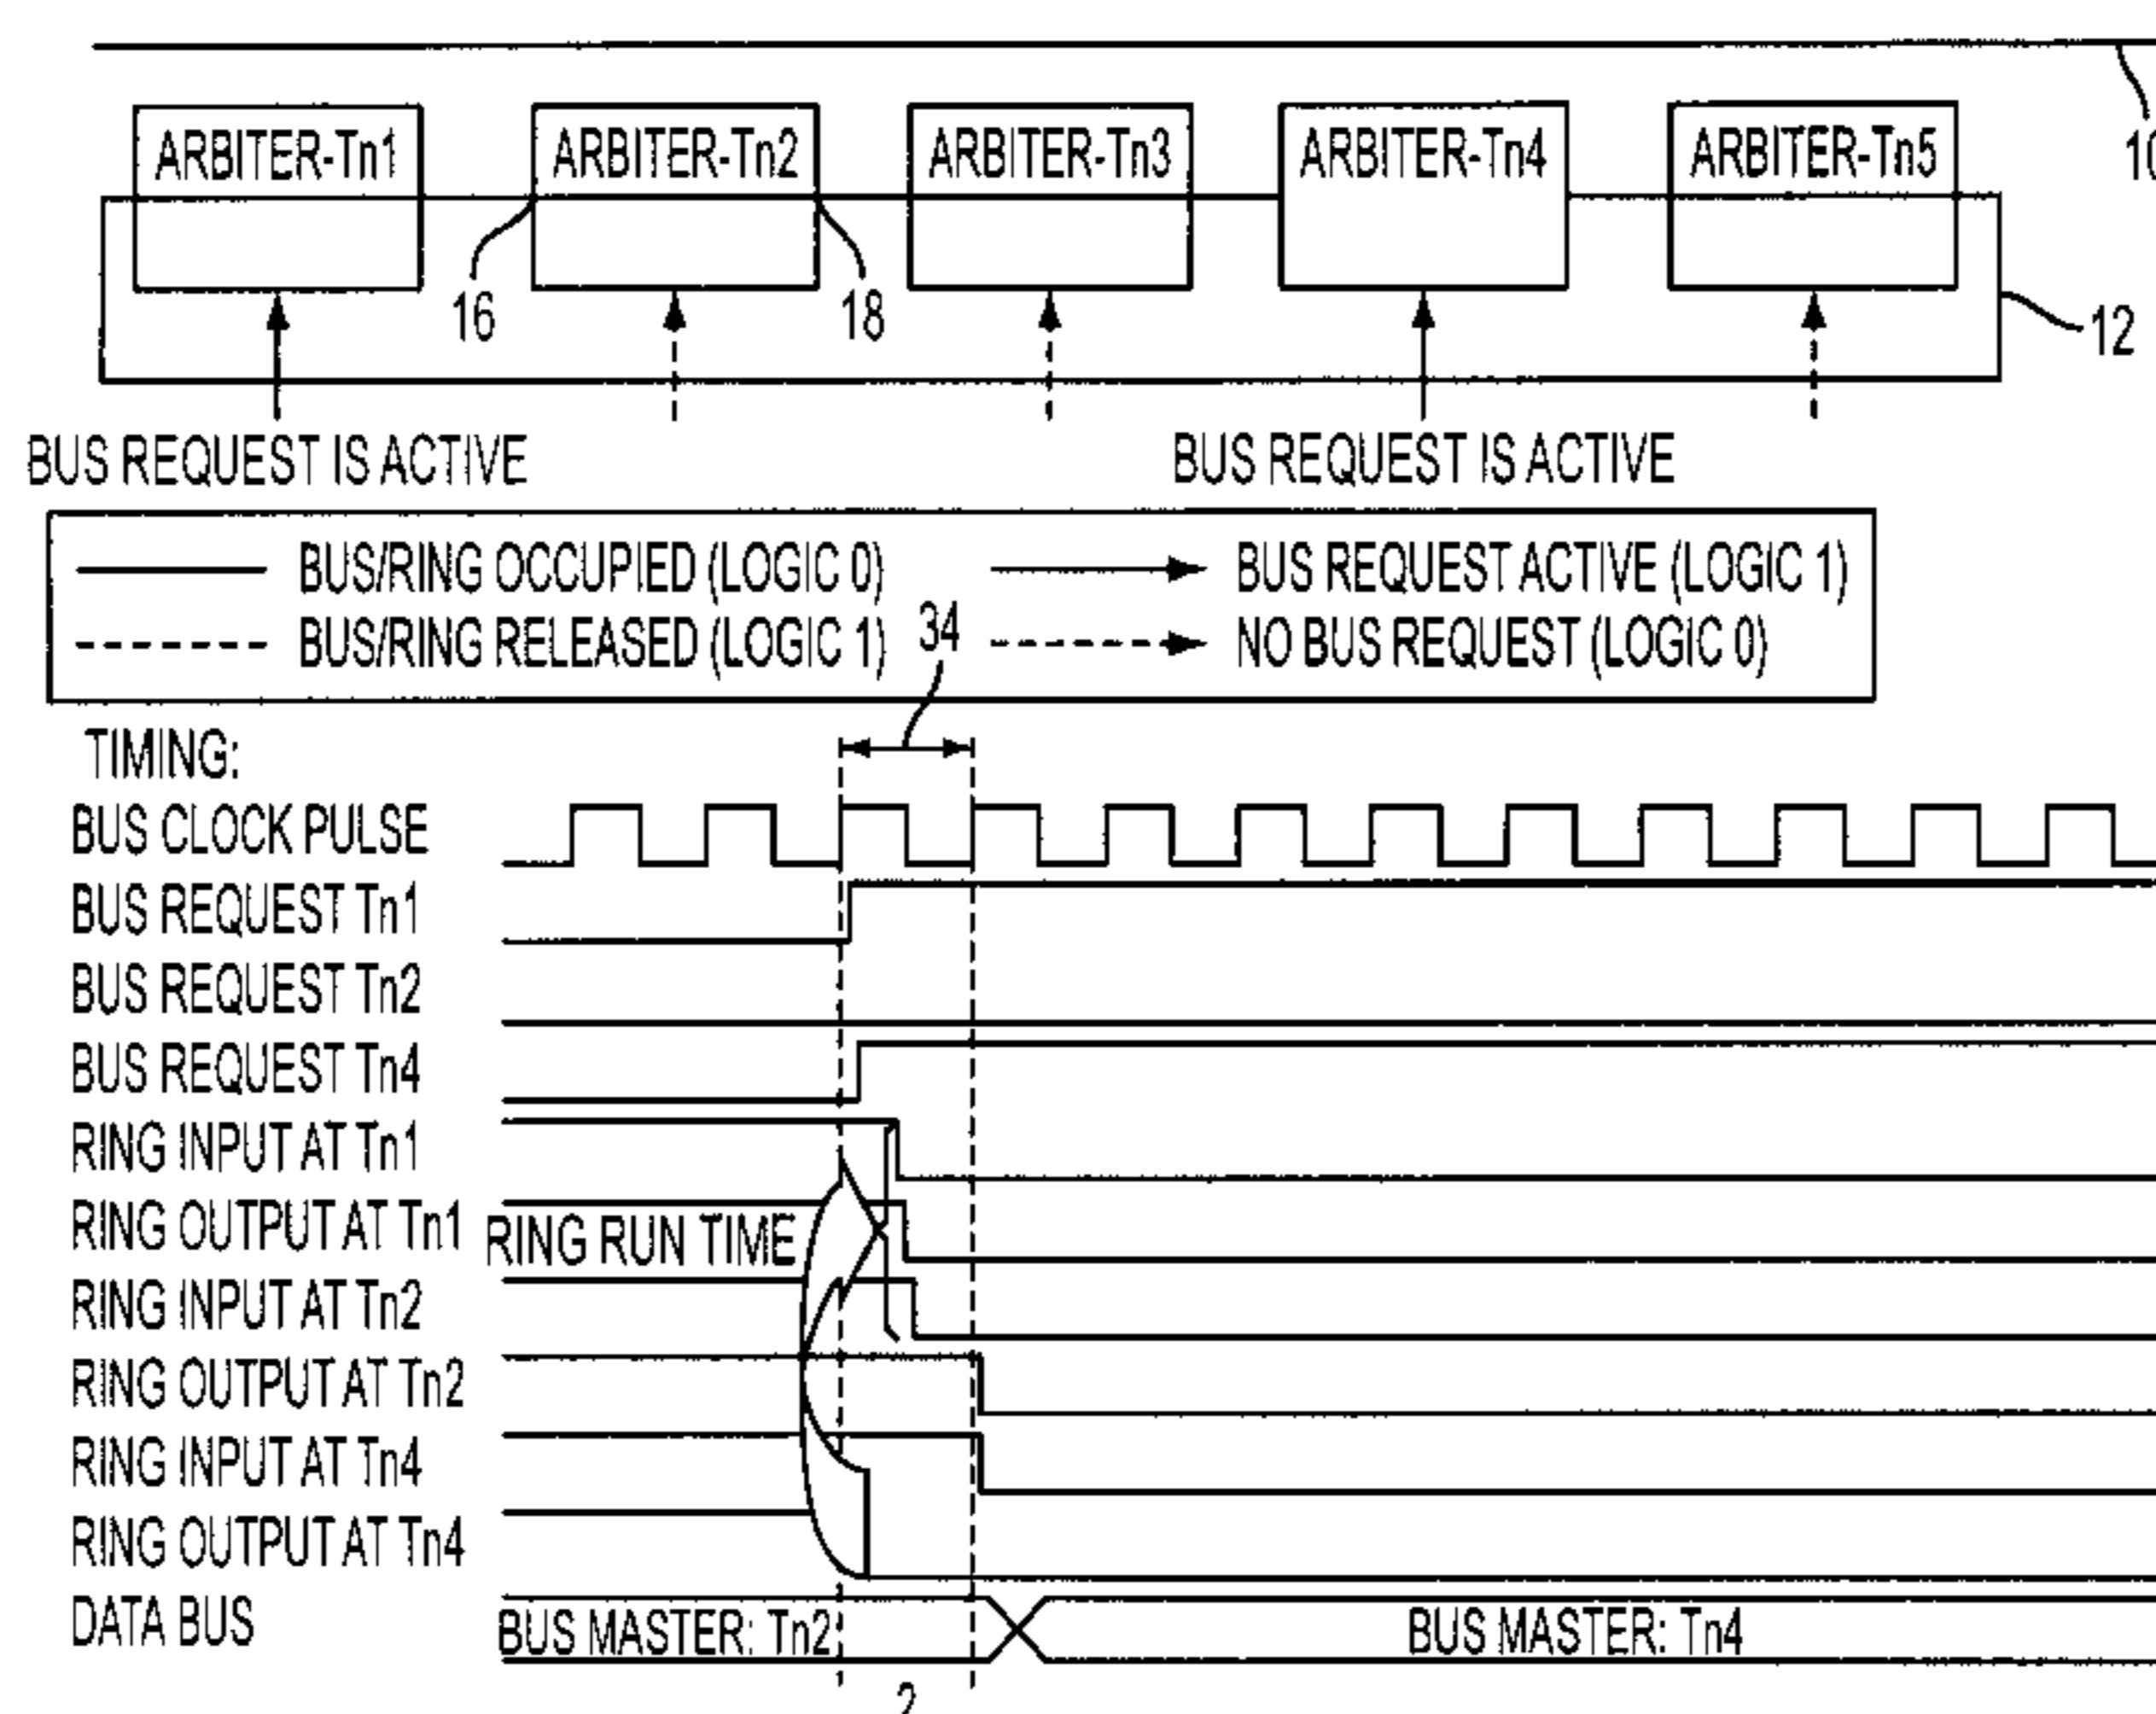 ARBITER-Tn1 ARBITER-Tn2 ARBITER-Tn3 ARBITER-Tn4 ARBITER-Tn5
10
16 18 12
BUS REQUEST IS ACTIVE BUS REQUEST IS ACTIVE
BUS/RING OCCUPIED (LOGIC 0) BUS REQUEST ACTIVE (LOGIC 1)
BUS/RING RELEASED (LOGIC 1) 34 NO BUS REQUEST (LOGIC 0)
TIMING:
BUS CLOCK PULSE
BUS REQUEST Tn1
BUS REQUEST Tn2
BUS REQUEST Tn4
RING INPUT AT Tn1
RING OUTPUT AT Tn1 RING RUN TIME
RING INPUT AT Tn2
RING OUTPUT AT Tn2
RING INPUT AT Tn4
RING OUTPUT AT Tn4
DATA BUS BUS MASTER: Tn2 BUS MASTER: Tn4